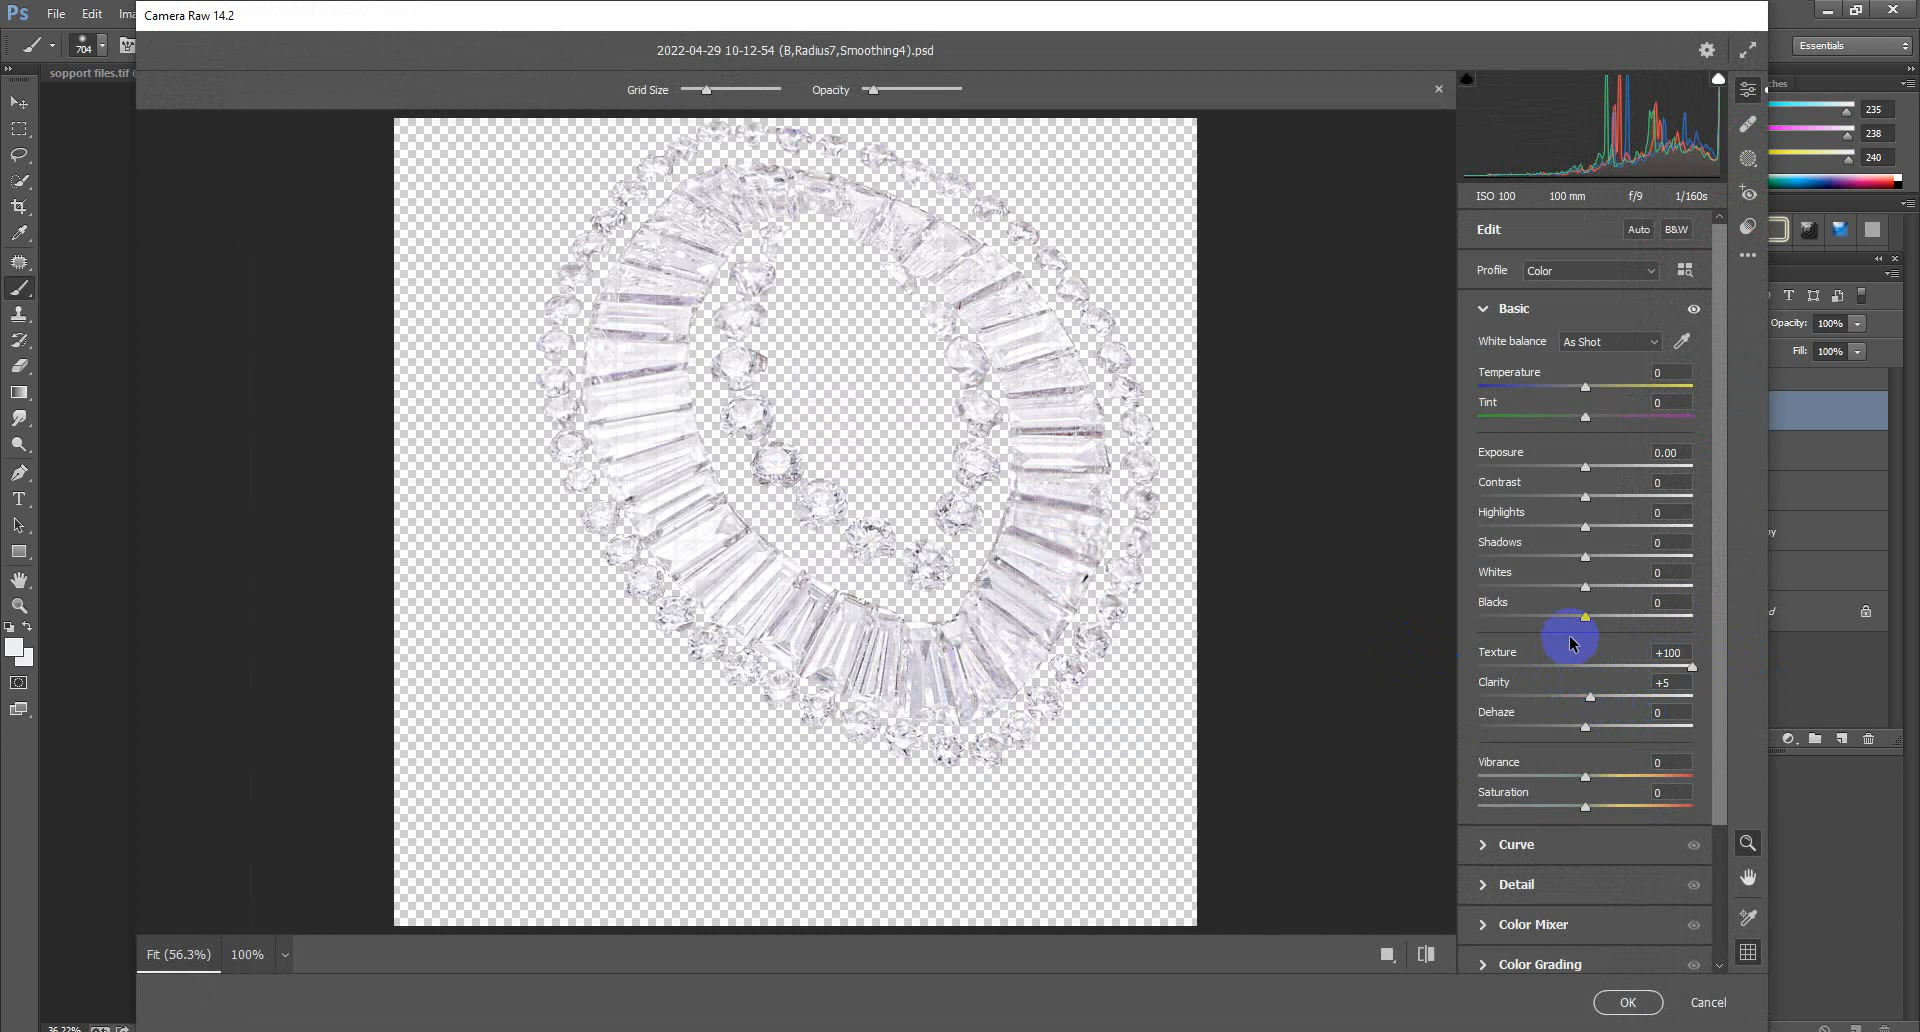 Ps File Edit Ima
Camera Raw 14.2
704
Essentials
sopport files.tif
2022-04-29 10-12-54 (B,Radius7,Smoothing4).psd
Grid Size Opacity
ches
235
238
240
ISO 100 100 mm f/9 1/160s
Edit Auto B&W
Profile Color
Basic
White balance As Shot
Temperature 0
Tint 0
Exposure 0.00
Contrast 0
Highlights 0
Shadows 0
Whites 0
Blacks 0
Texture +100
Clarity +5
Dehaze 0
Vibrance 0
Saturation 0
Curve
Detail
Color Mixer
Color Grading
Opacity: 100%
Fill: 100%
Fit (56.3%) 100%
OK Cancel
36.22%